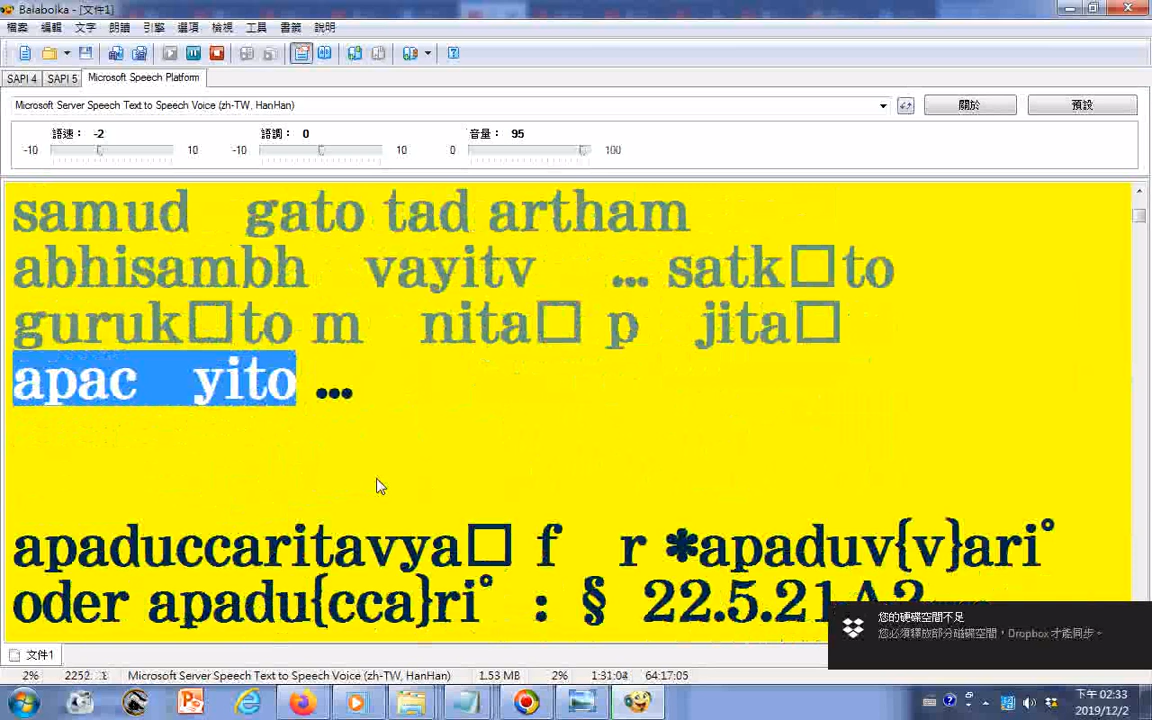 Balabolka - [文件1]
檔案 編輯 文字 朗讀 引擎 選項 檢視 工具 書籤 說明
SAPI 4 SAPI 5 Microsoft Speech Platform
Microsoft Server Speech Text to Speech Voice (zh-TW, HanHan) 關於 預設
語速： -2 語調： 0 音量： 95
-10 10 -10 10 0 100
samud gato tad artham
abhisambh vayitv ... satk□to
guruk□to m nita□ p jita□
apac yito ...
apaduccaritavya□ f r *apaduv{v}ari°
oder apadu{cca}ri° : § 22.5.21
您的硬碟空間不足
您必須釋放部分磁碟空間，Dropbox 才能同步。
文件1
2% Microsoft Server Speech Text to Speech Voice (zh-TW, HanHan) 1.53 MB 2% 64:17:05
下午 02:33
2019/12/2